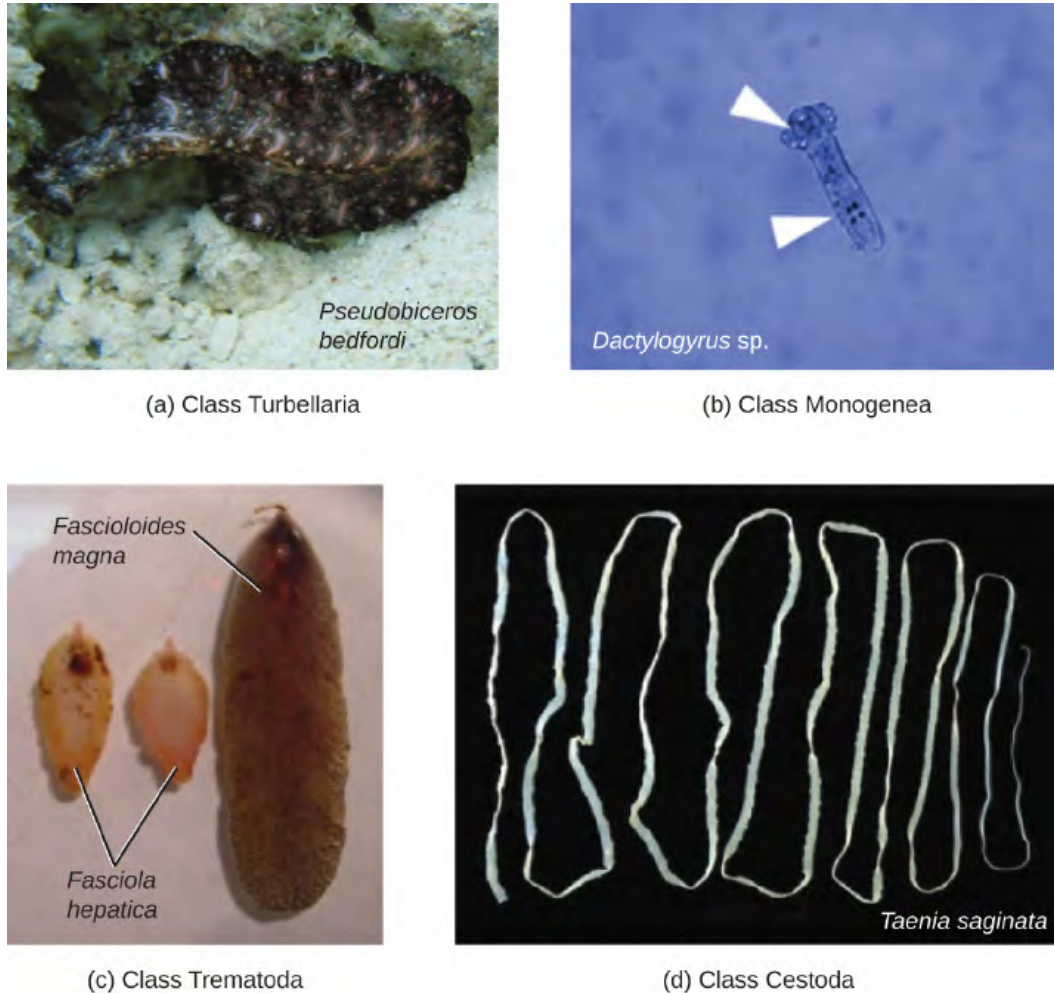 Pseudobiceros
bedfordi
Dactylogyrus sp.
(a) Class Turbellaria
(b) Class Monogenea
Fascioloides
magna
Fasciola
hepatica
Taenia saginata
(c) Class Trematoda
(d) Class Cestoda